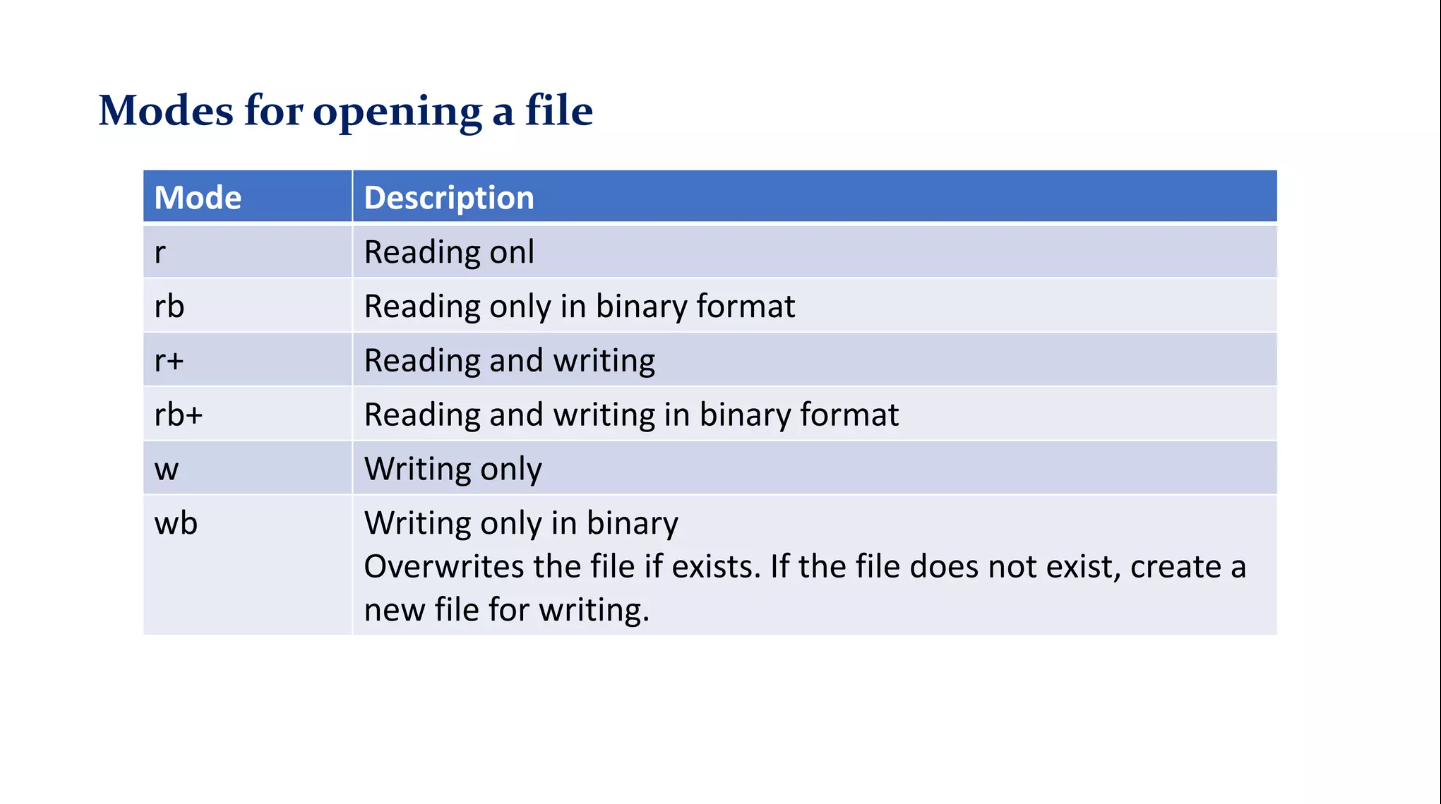 Modes for opening a file
Mode Description
r Reading onl
rb Reading only in binary format
r+ Reading and writing
rb+ Reading and writing in binary format
w Writing only
wb Writing only in binary
Overwrites the file if exists. If the file does not exist, create a
new file for writing.